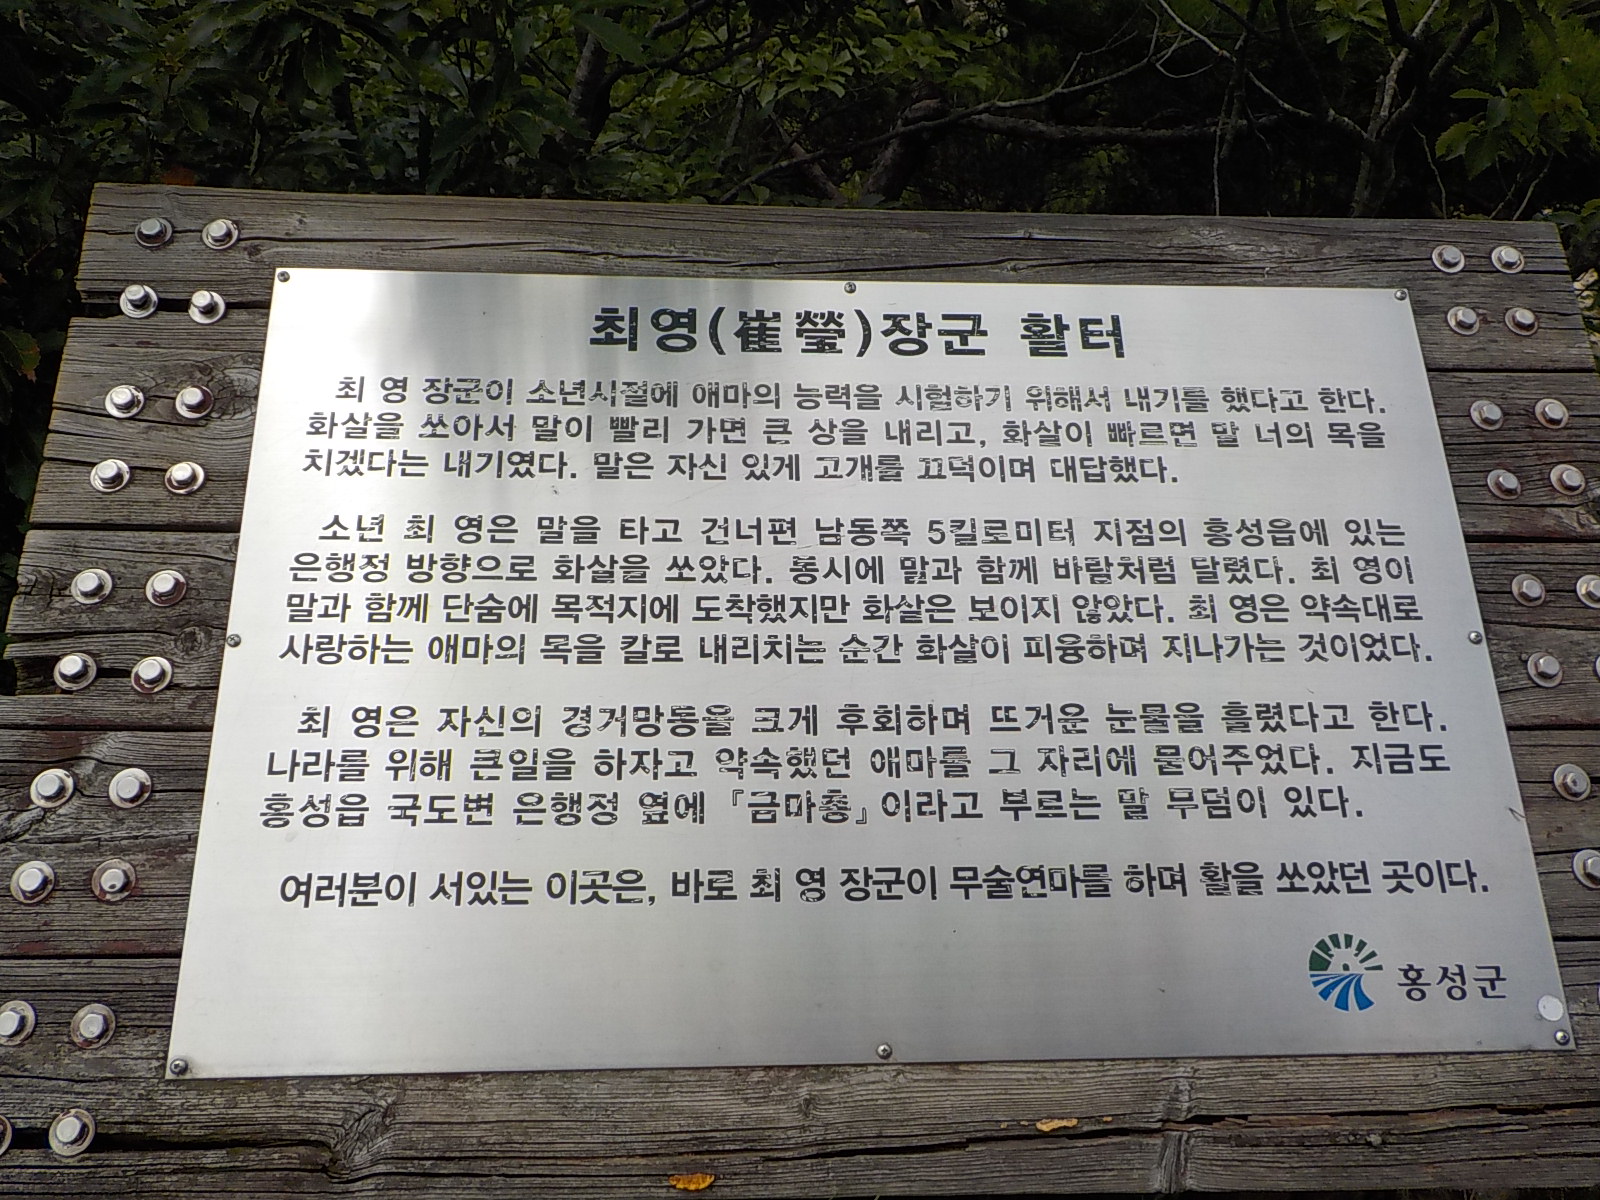 최영(崔瑩)장군 활터
최 영 장군이 소년시절에 애마의 능력을 시험하기 위해서 내기를 했다고 한다.
화살을 쏘아서 말이 빨리 가면 큰 상을 내리고, 화살이 빠르면 말 너의 목을
치겠다는 내기였다. 말은 자신 있게 고개를 끄덕이며 대답했다.
소년 최 영은 말을 타고 건너편 남동쪽 5킬로미터 지점의 홍성읍에 있는
은행정 방향으로 화살을 쏘았다. 동시에 말과 함께 바람처럼 달렸다. 최 영이
말과 함께 단숨에 목적지에 도착했지만 화살은 보이지 않았다. 최 영은 약속대로
사랑하는 애마의 목을 칼로 내리치는 순간 화살이 피융하며 지나가는 것이었다.
최 영은 자신의 경거망동을 크게 후회하며 뜨거운 눈물을 흘렸다고 한다.
나라를 위해 큰일을 하자고 약속했던 애마를 그 자리에 묻어주었다. 지금도
홍성읍 국도변 은행정 옆에 『금마총』이라고 부르는 말 무덤이 있다.
여러분이 서있는 이곳은, 바로 최 영 장군이 무술연마를 하며 활을 쏘았던 곳이다.
홍성군